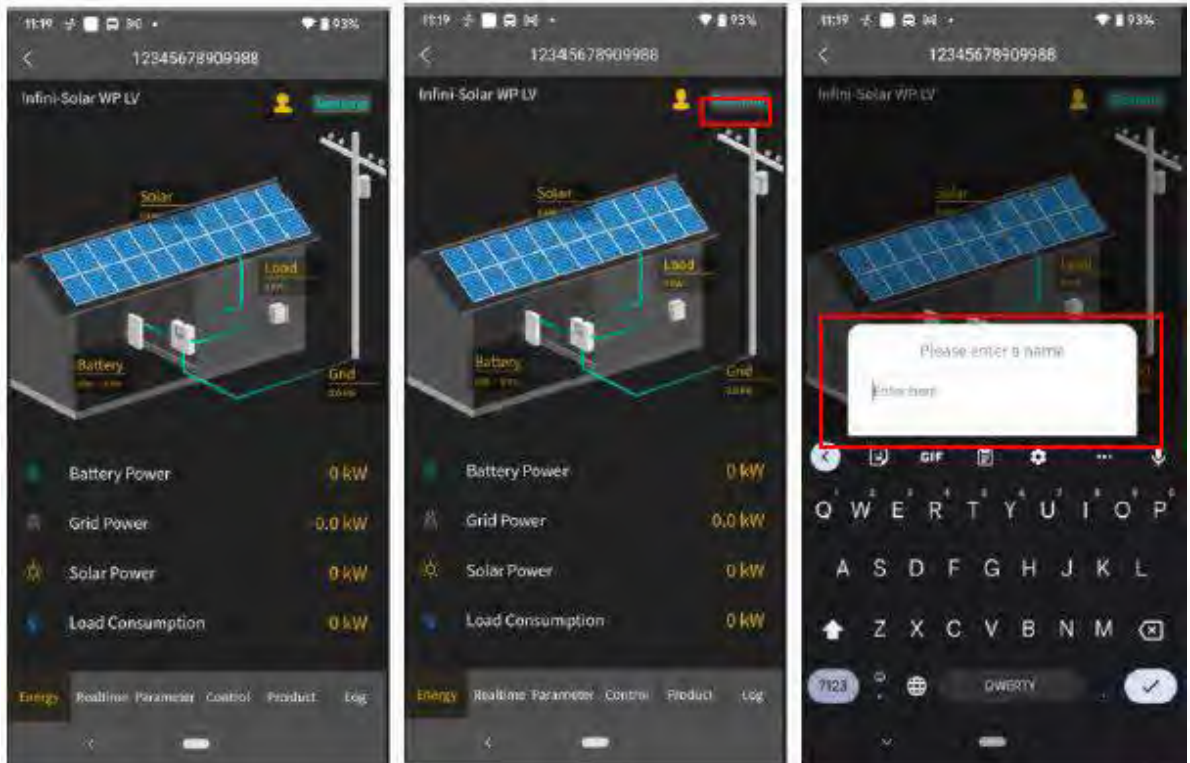 11:19
93%
12345678909988
Infini-Solar WP LV
Solar
Load
Battery
Grid
Battery Power 0 kW
Grid Power -0.0 kW
Solar Power 0 kW
Load Consumption 0 kW
Energy Realtime Parameter Control Product Log
11:19
93%
12345678909988
Infini-Solar WP LV
Solar
Load
Battery
Grid
Battery Power 0 kW
Grid Power 0.0 kW
Solar Power 0 kW
Load Consumption 0 kW
Energy Realtime Parameter Control Product Log
11:19
93%
12345678909988
Infini-Solar WP LV
Solar
Load
Please enter a name
Enter here
GIF
Q W E R T Y U I O P
A S D F G H J K L
Z X C V B N M
?123 QWERTY .